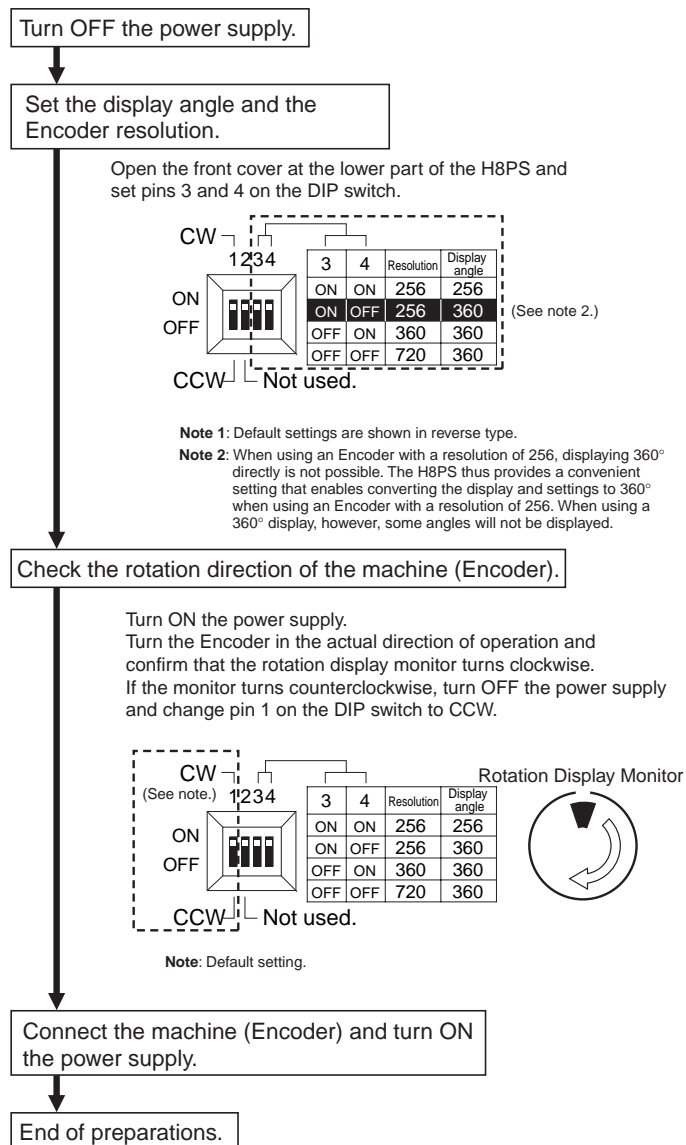 Turn OFF the power supply.
Set the display angle and the
Encoder resolution.
Open the front cover at the lower part of the H8PS and
set pins 3 and 4 on the DIP switch.
CW
1234
ON
OFF
CCW
Not used.
3 4 Resolution Display angle
ON ON 256 256
ON OFF 256 360
OFF ON 360 360
OFF OFF 720 360
(See note 2.)
Note 1: Default settings are shown in reverse type.
Note 2: When using an Encoder with a resolution of 256, displaying 360°
directly is not possible. The H8PS thus provides a convenient
setting that enables converting the display and settings to 360°
when using an Encoder with a resolution of 256. When using a
360° display, however, some angles will not be displayed.
Check the rotation direction of the machine (Encoder).
Turn ON the power supply.
Turn the Encoder in the actual direction of operation and
confirm that the rotation display monitor turns clockwise.
If the monitor turns counterclockwise, turn OFF the power supply
and change pin 1 on the DIP switch to CCW.
CW
(See note.) 1234
ON
OFF
CCW
Not used.
3 4 Resolution Display angle
ON ON 256 256
ON OFF 256 360
OFF ON 360 360
OFF OFF 720 360
Rotation Display Monitor
Note: Default setting.
Connect the machine (Encoder) and turn ON
the power supply.
End of preparations.